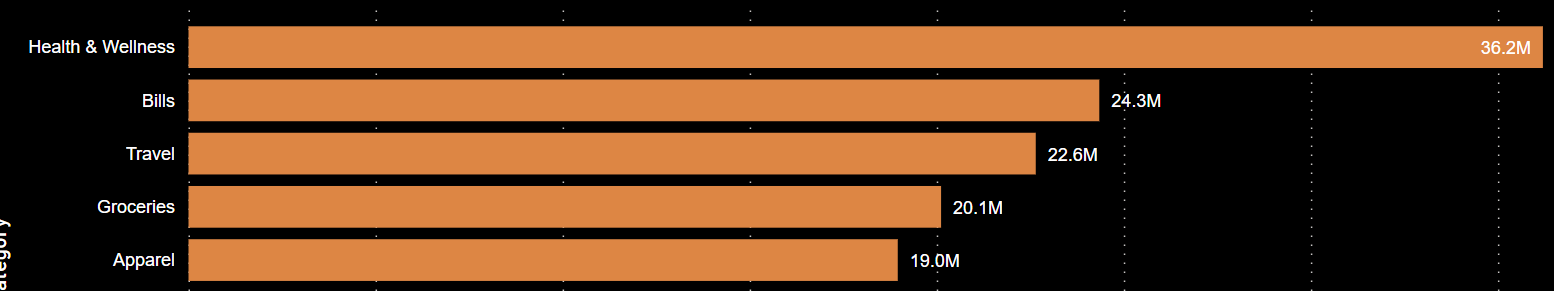 Health & Wellness
36.2M
Bills
24.3M
Travel
22.6M
Groceries
20.1M
Apparel
19.0M